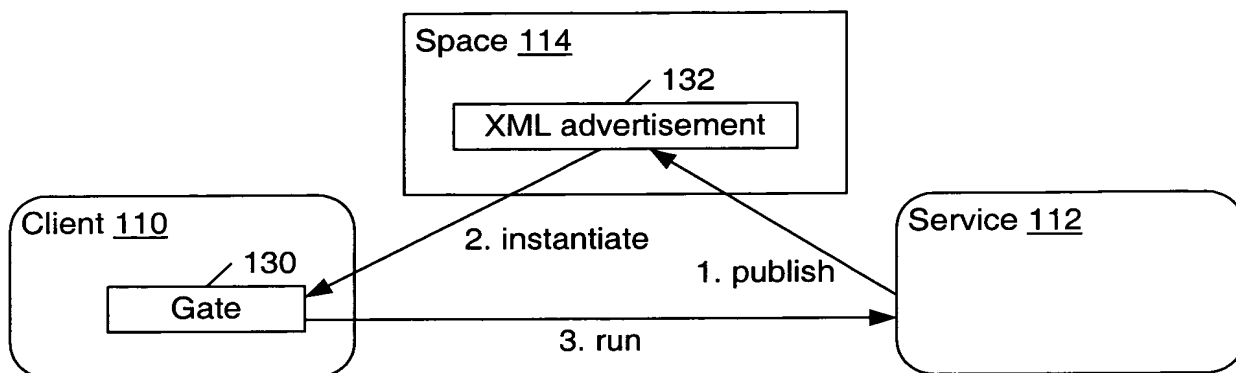 Space 114
132
XML advertisement
Client 110
2. instantiate
Service 112
130
1. publish
Gate
3. run